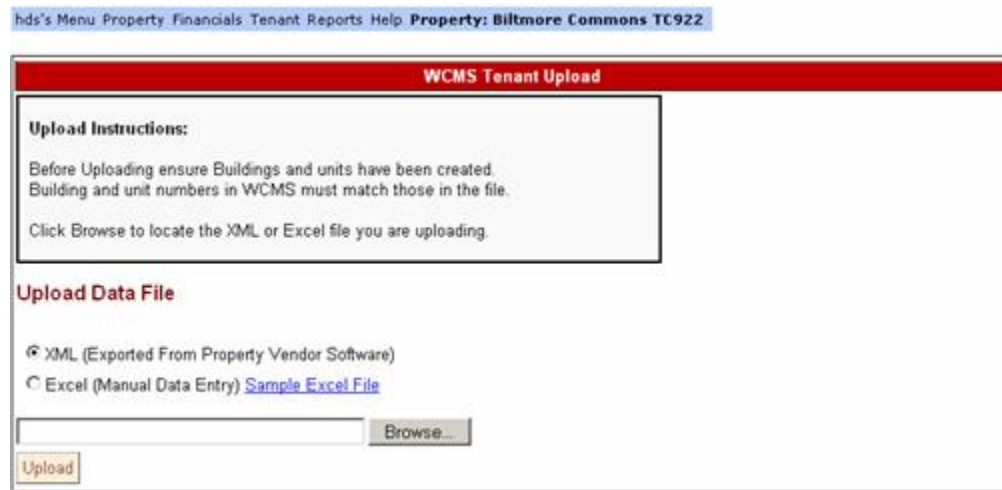 hds's Menu Property Financials Tenant Reports Help Property: Biltmore Commons TC922
WCMS Tenant Upload
Upload Instructions:
Before Uploading ensure Buildings and units have been created.
Building and unit numbers in WCMS must match those in the file.
Click Browse to locate the XML or Excel file you are uploading.
Upload Data File
XML (Exported From Property Vendor Software)
Excel (Manual Data Entry) Sample Excel File
Browse...
Upload